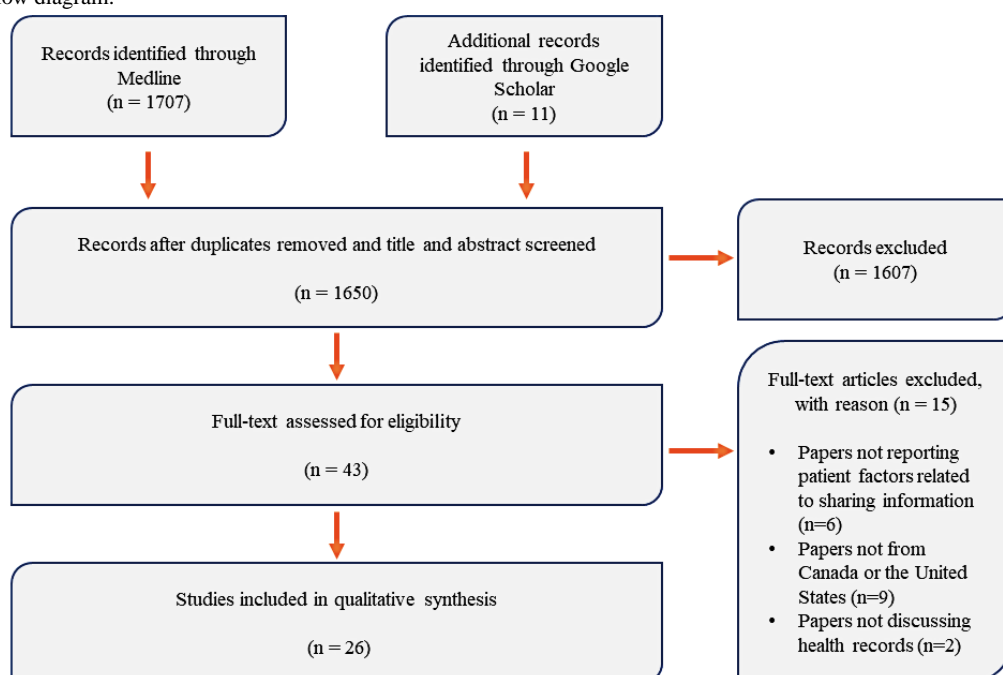 low diagram.
Records identified through
Medline
(n = 1707)
Additional records
identified through Google
Scholar
(n = 11)
Records after duplicates removed and title and abstract screened
(n = 1650)
Records excluded
(n = 1607)
Full-text assessed for eligibility
(n = 43)
Full-text articles excluded,
with reason (n = 15)
• Papers not reporting
patient factors related
to sharing information
(n=6)
• Papers not from
Canada or the United
States (n=9)
• Papers not discussing
health records (n=2)
Studies included in qualitative synthesis
(n = 26)